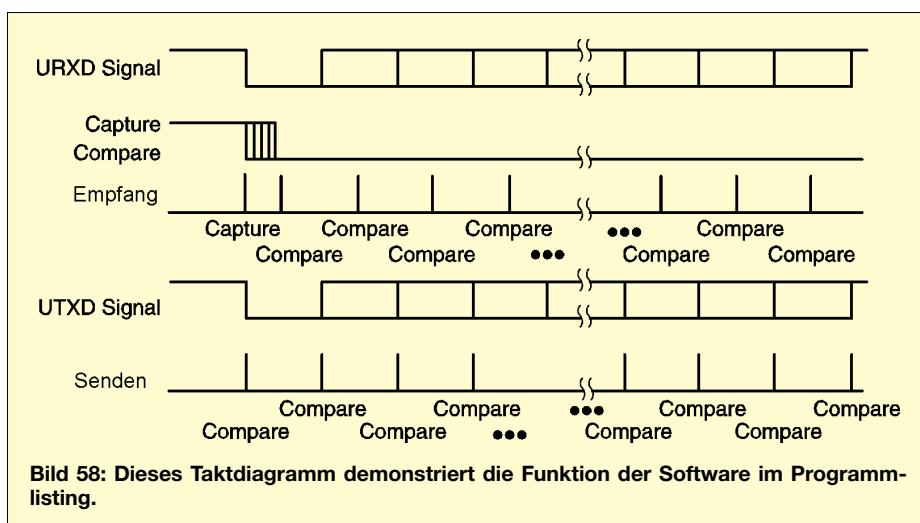 URXD Signal
Capture
Compare
Empfang
Capture Compare Compare ••• Compare
Compare Compare ••• Compare Compare
UTXD Signal
Senden
Compare Compare ••• Compare Compare
Compare Compare ••• Compare Compare
Bild 58: Dieses Taktdiagramm demonstriert die Funktion der Software im Programm-
listing.